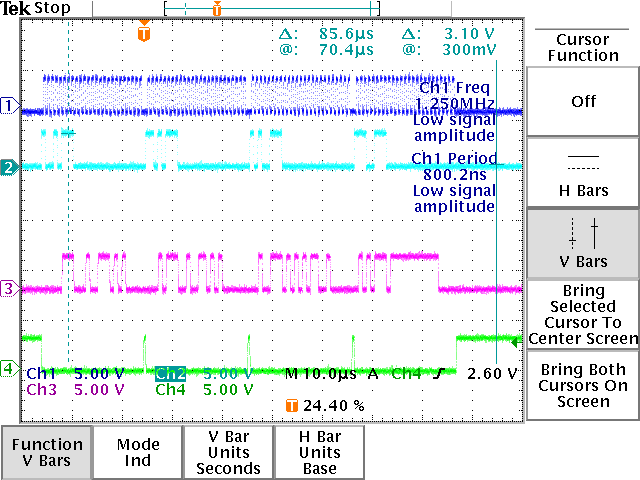 Tek Stop
T
T
Δ: 85.6µs Δ: 3.10 V
@: 70.4µs @: 300mV
Cursor
Function
Off
H Bars
V Bars
Bring
Selected
Cursor To
Center Screen
Bring Both
Cursors On
Screen
1
2
3
4
Ch1 Freq
1.250MHz
Low signal
amplitude
Ch1 Period
800.2ns
Low signal
amplitude
Ch1 5.00 V Ch2 5.00 V M 10.0µs A Ch4 ƒ 2.60 V
Ch3 5.00 V Ch4 5.00 V
T 24.40 %
Function
V Bars
Mode
Ind
V Bar
Units
Seconds
H Bar
Units
Base